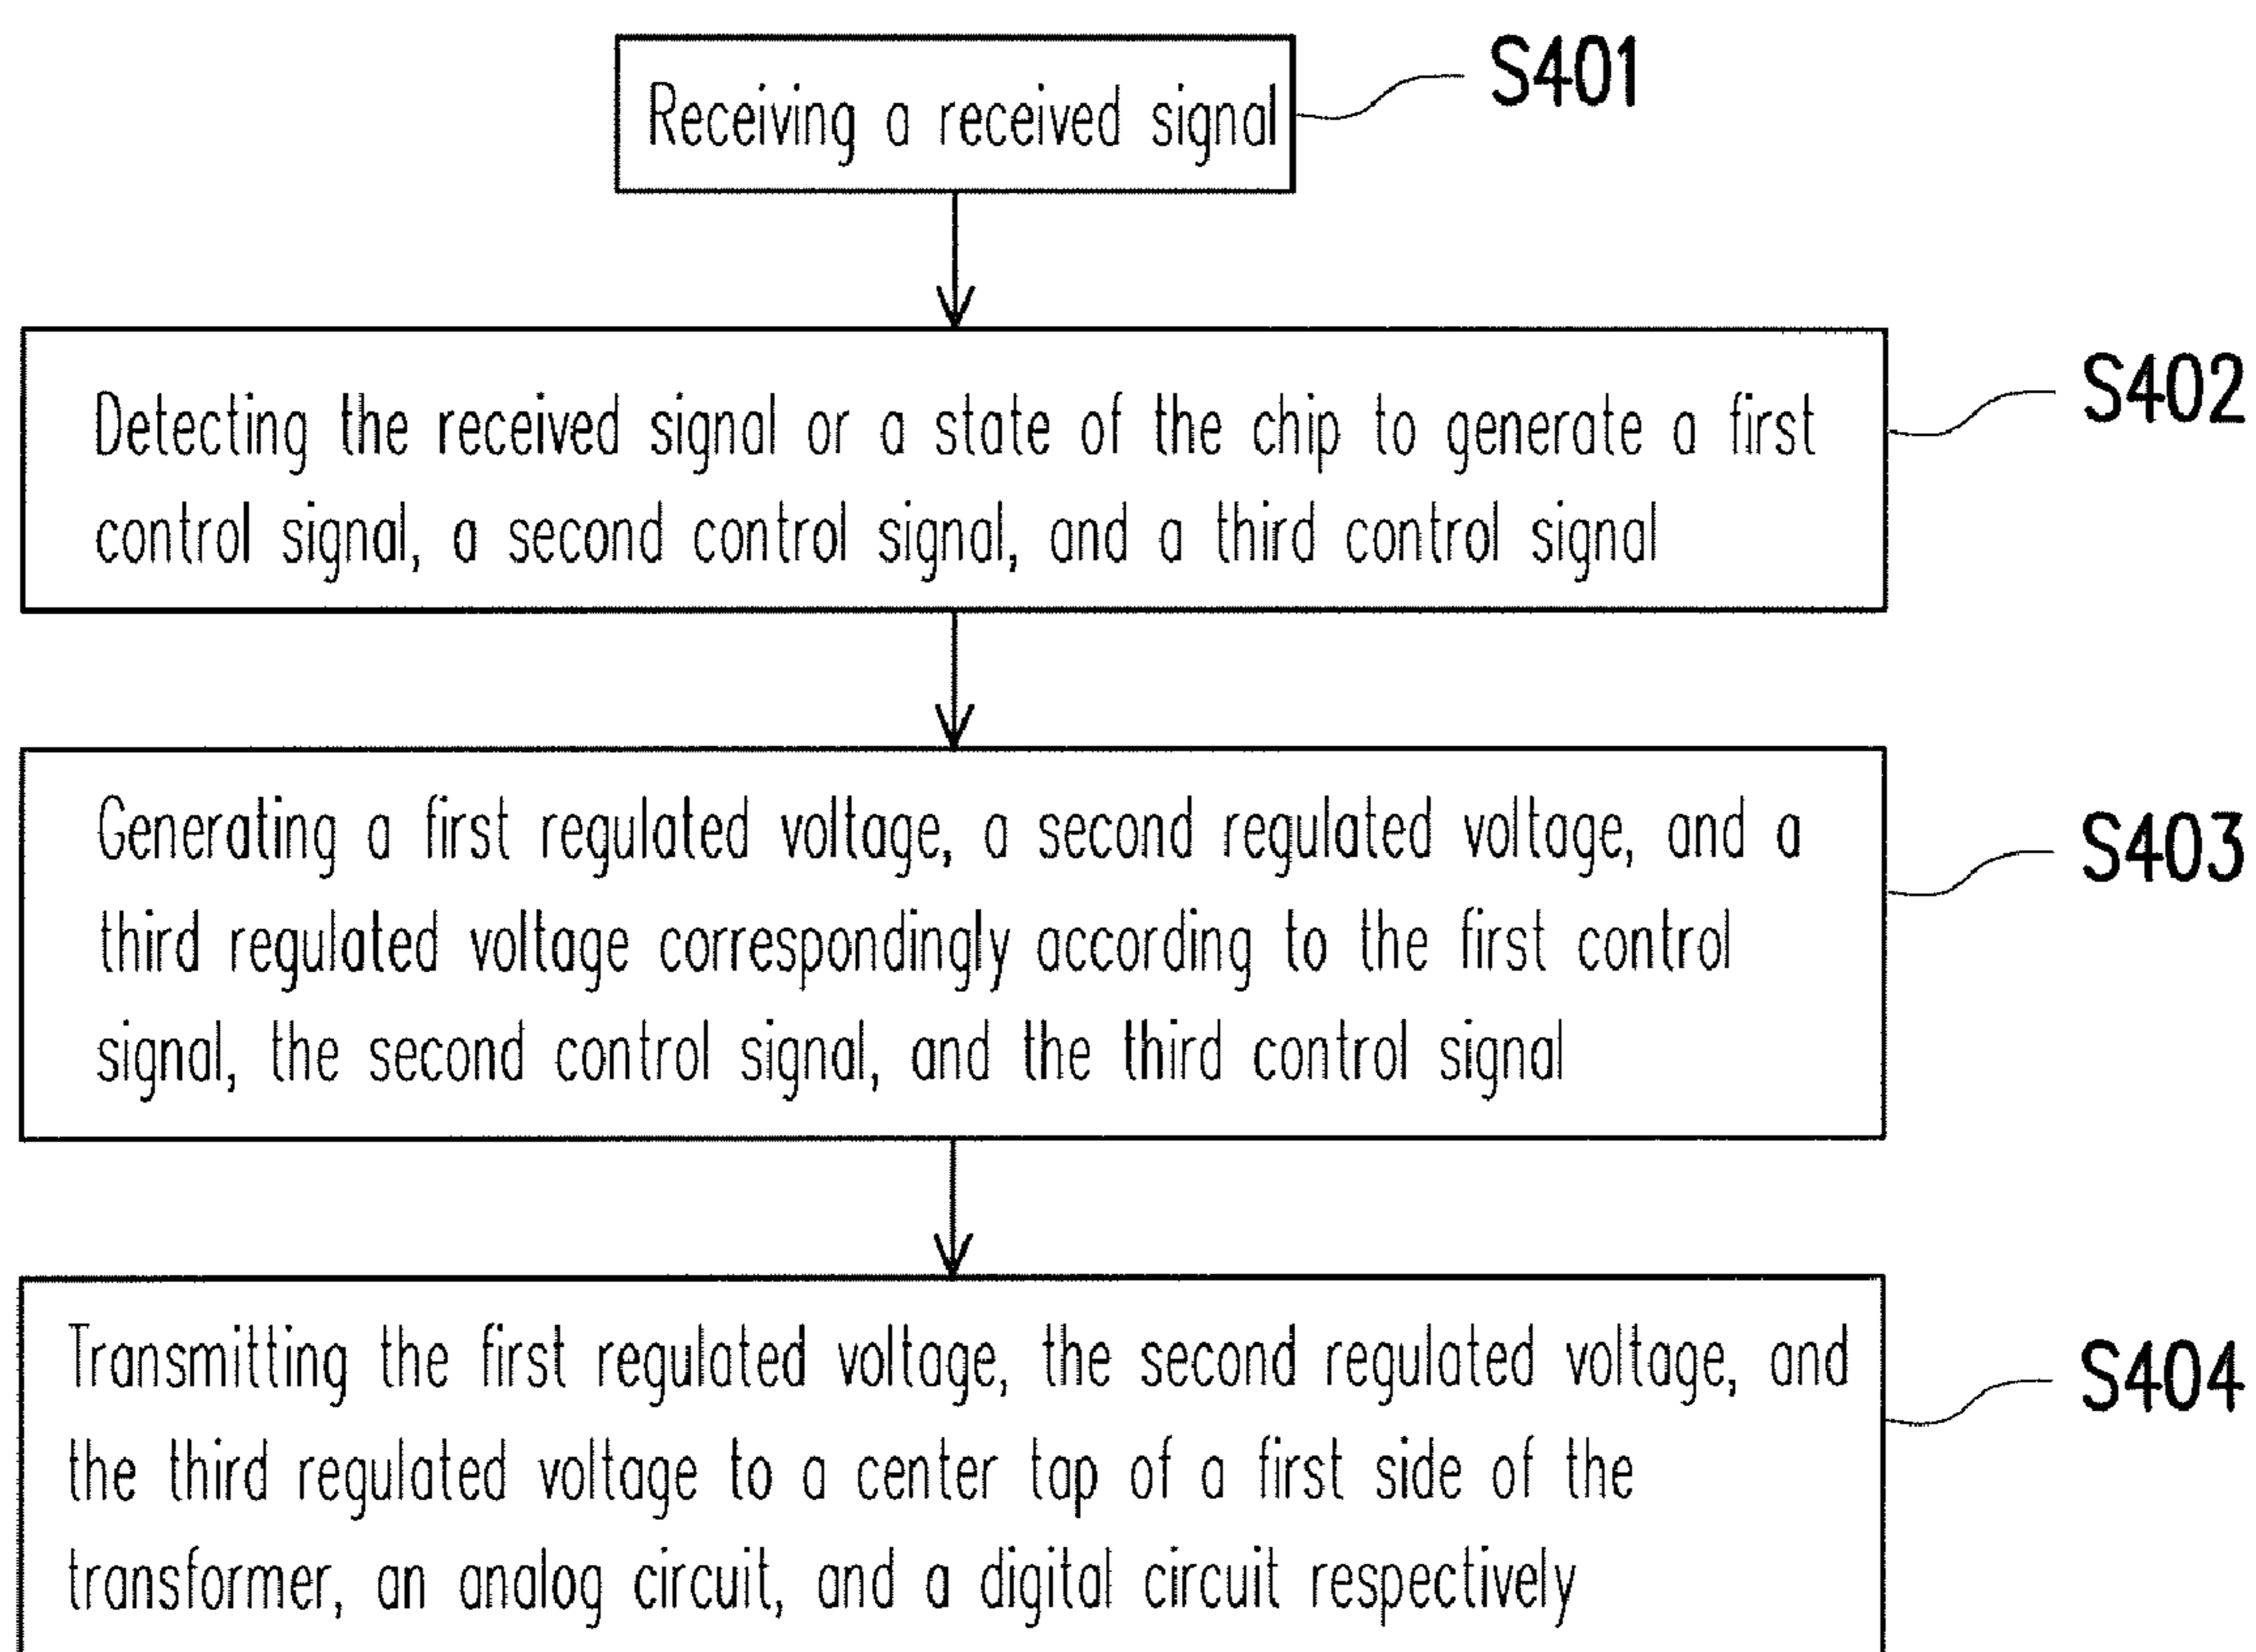 Receiving a received signal
S401
Detecting the received signal or a state of the chip to generate a first
control signal, a second control signal, and a third control signal
S402
Generating a first regulated voltage, a second regulated voltage, and a
third regulated voltage correspondingly according to the first control
signal, the second control signal, and the third control signal
S403
Transmitting the first regulated voltage, the second regulated voltage, and
the third regulated voltage to a center tap of a first side of the
transformer, an analog circuit, and a digital circuit respectively
S404